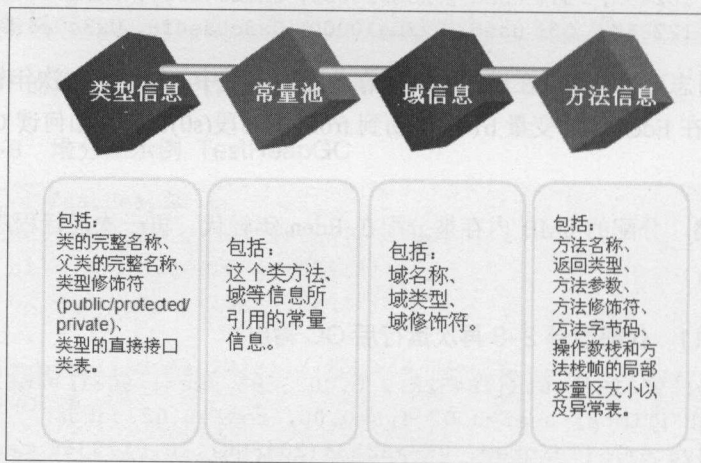 类型信息
常量池
域信息
方法信息
包括：
类的完整名称、
父类的完整名称、
类型修饰符
(public/protected/
private)、
类型的直接接口
类表。
包括：
这个类方法、
域等信息所
引用的常量
信息。
包括：
域名称、
域类型、
域修饰符。
包括：
方法名称、
返回类型、
方法参数、
方法修饰符、
方法字节码、
操作数栈和方
法栈帧的局部
变量区大小以
及异常表。